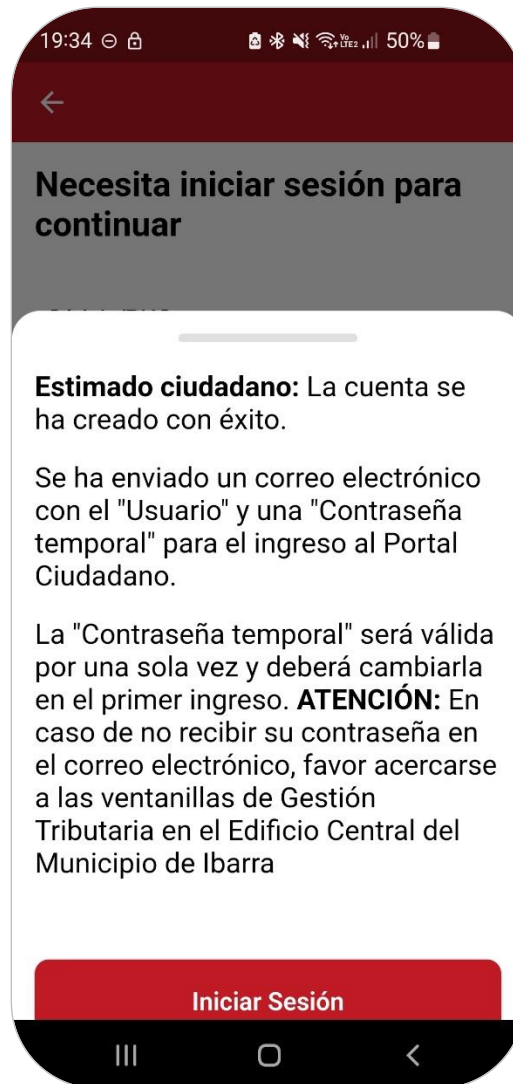 19:34
Vo
LTE2
50%
Necesita iniciar sesión para
continuar
Estimado ciudadano: La cuenta se
ha creado con éxito.
Se ha enviado un correo electrónico
con el "Usuario" y una "Contraseña
temporal" para el ingreso al Portal
Ciudadano.
La "Contraseña temporal" será válida
por una sola vez y deberá cambiarla
en el primer ingreso. ATENCIÓN: En
caso de no recibir su contraseña en
el correo electrónico, favor acercarse
a las ventanillas de Gestión
Tributaria en el Edificio Central del
Municipio de Ibarra
Iniciar Sesión